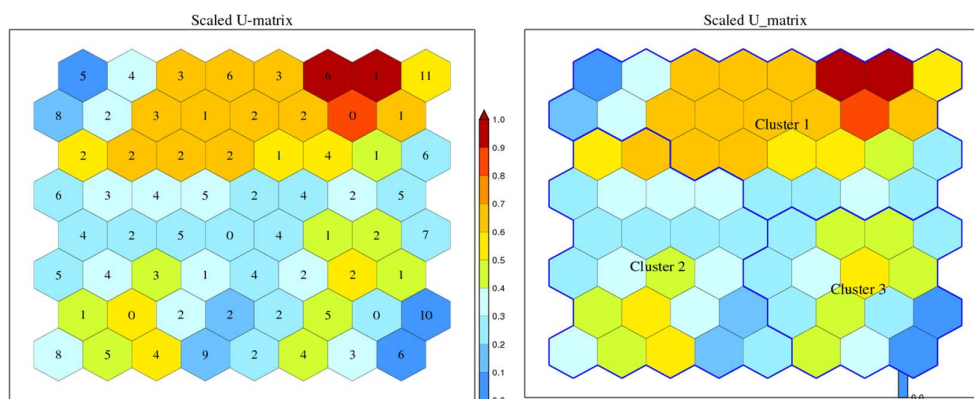 Scaled U-matrix
5 4 3 6 3 6 1 11
8 2 3 1 2 2 0 1
2 2 2 2 1 4 1 6
6 3 4 5 2 4 2 5
4 2 5 0 4 1 2 7
5 4 3 1 4 2 2 1
1 0 2 2 2 5 0 10
8 5 4 9 2 4 3 6
1.0
0.9
0.8
0.7
0.6
0.5
0.4
0.3
0.2
0.1
0.0
Scaled U_matrix
Cluster 1
Cluster 2
Cluster 3
0.0